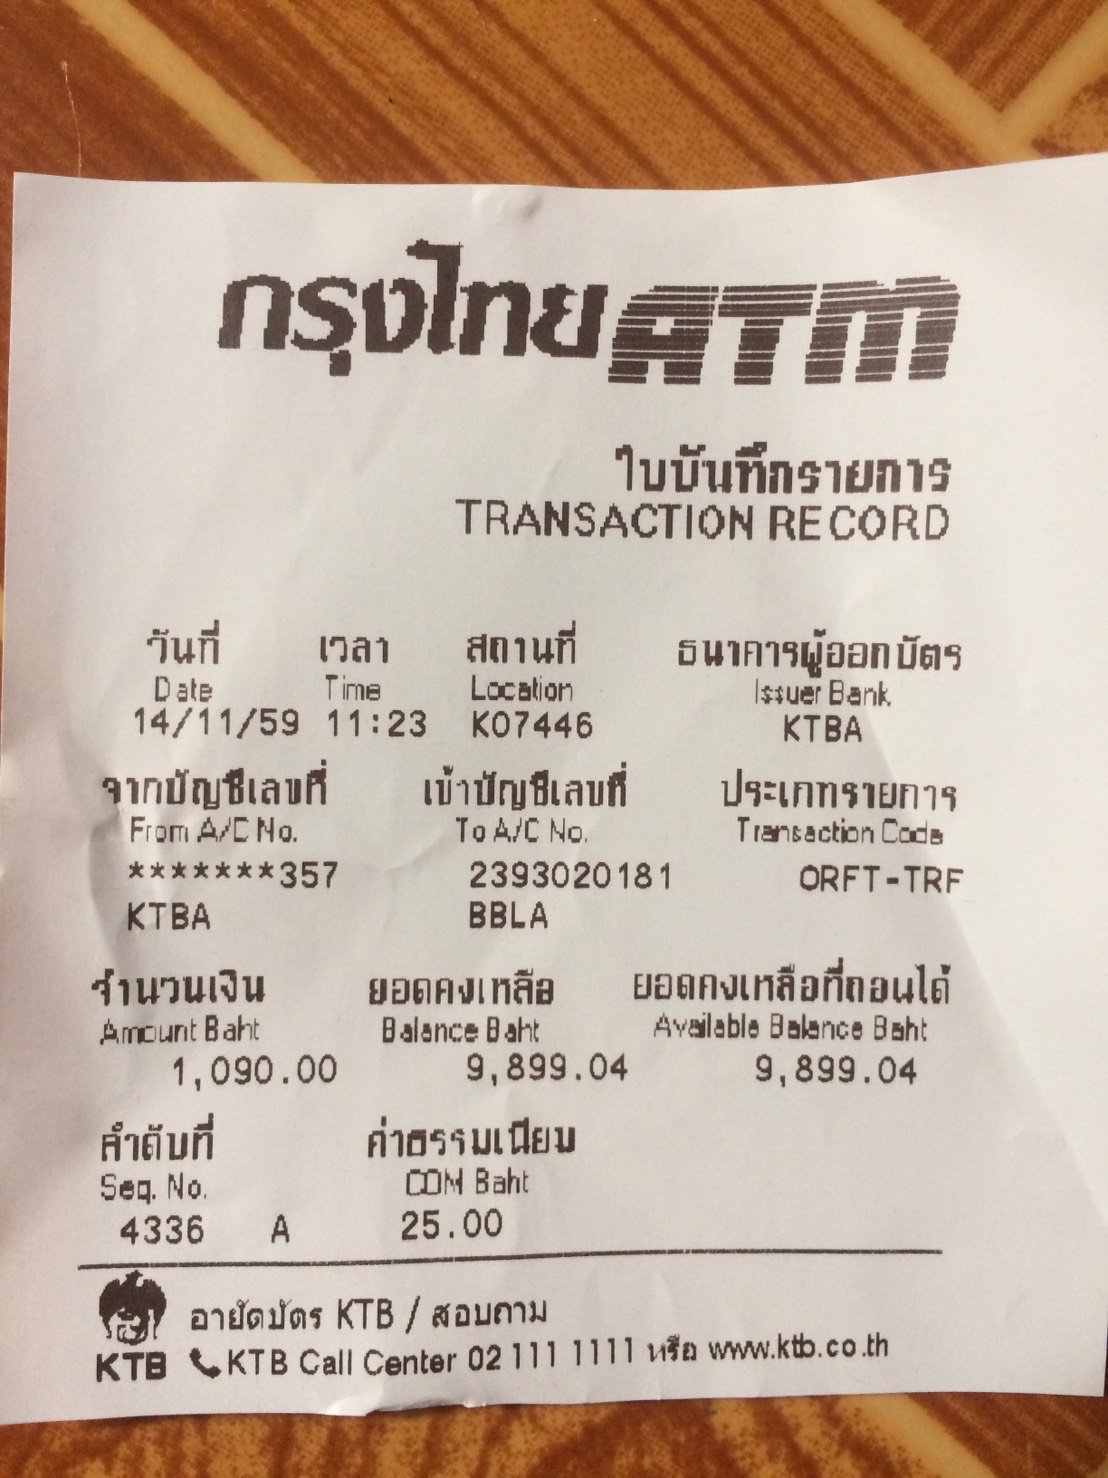 กรุงไทย ATM
ใบบันทึกรายการ
TRANSACTION RECORD
วันที่ เวลา สถานที่ ธนาคารผู้ออกบัตร
Date Time Location Issuer Bank
14/11/59 11:23 K07446 KTBA
จากบัญชีเลขที่ เข้าบัญชีเลขที่ ประเภทรายการ
From A/C No. To A/C No. Transaction Code
*******357 2393020181 ORFT-TRF
KTBA BBLA
จำนวนเงิน ยอดคงเหลือ ยอดคงเหลือที่ถอนได้
Amount Baht Balance Baht Available Balance Baht
1,090.00 9,899.04 9,899.04
ลำดับที่ ค่าธรรมเนียม
Seq. No. COM Baht
4336 A 25.00
อายัดบัตร KTB / สอบถาม
KTB KTB Call Center 02 111 1111 หรือ www.ktb.co.th